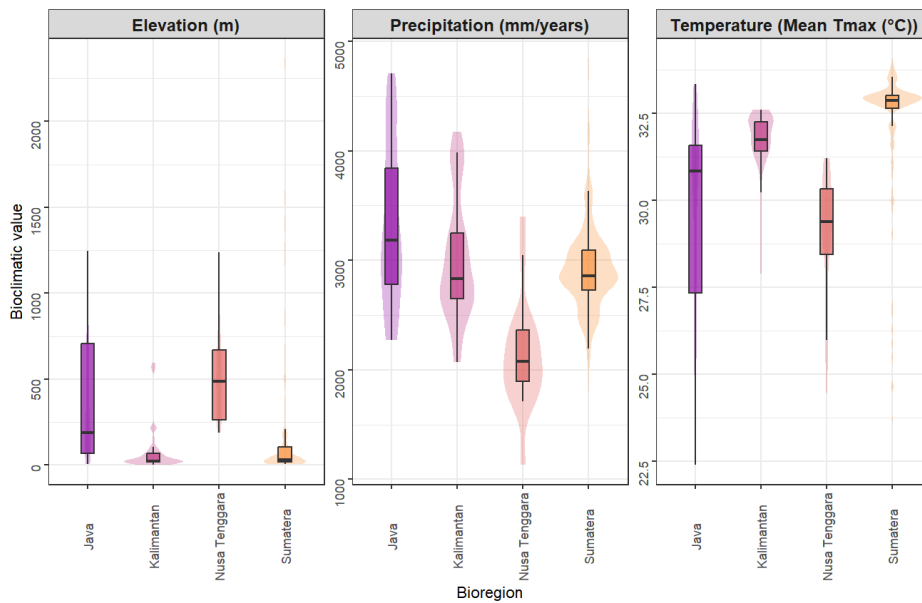 Elevation (m)
Precipitation (mm/years)
Temperature (Mean Tmax (°C))
Bioclimatic value
2000
1500
1000
500
0
5000
4000
3000
2000
1000
32.5
30.0
27.5
25.0
22.5
Java
Kalimantan
Nusa Tenggara
Sumatera
Java
Kalimantan
Nusa Tenggara
Sumatera
Java
Kalimantan
Nusa Tenggara
Sumatera
Bioregion